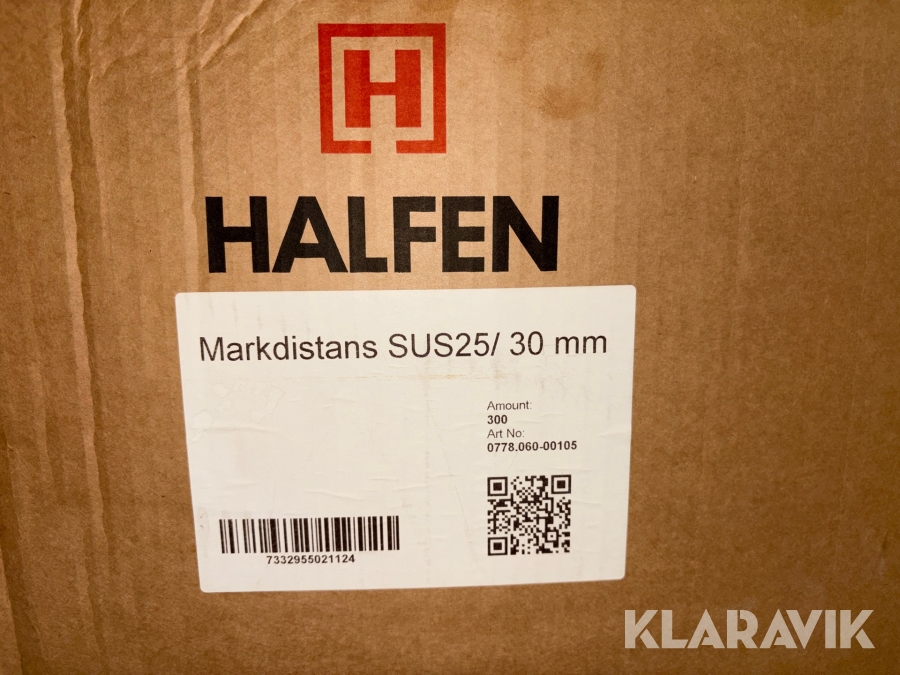 H
HALFEN
Markdistans SUS25/ 30 mm
Amount:
300
Art No:
0778.060-00105
7332955021124
KLARAVIK